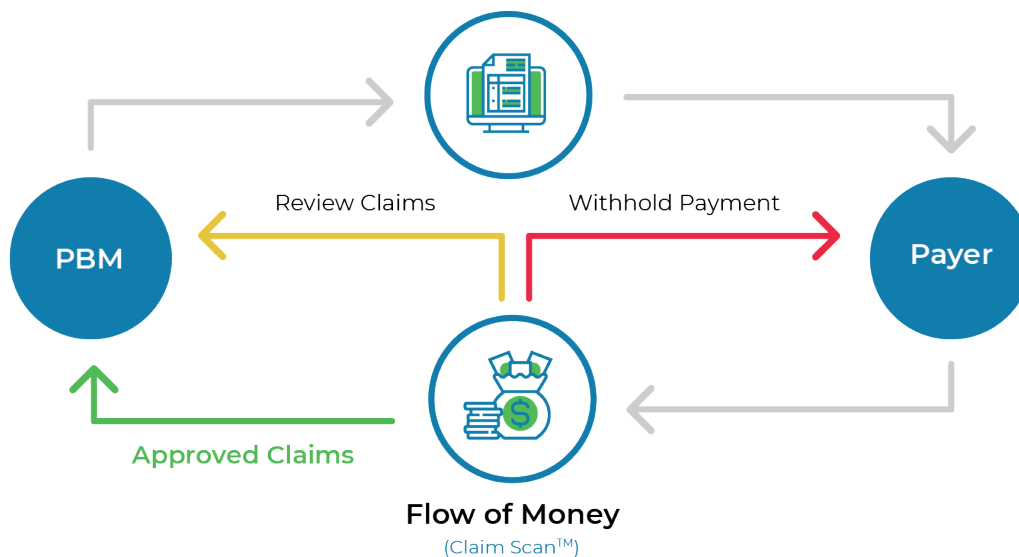 Review Claims
Withhold Payment
PBM
Payer
$
Approved Claims
Flow of Money
(Claim Scan™)